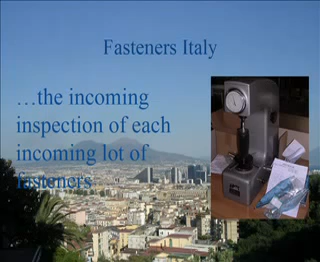 Fasteners Italy
…the incoming
inspection of each
incoming lot of
fasteners